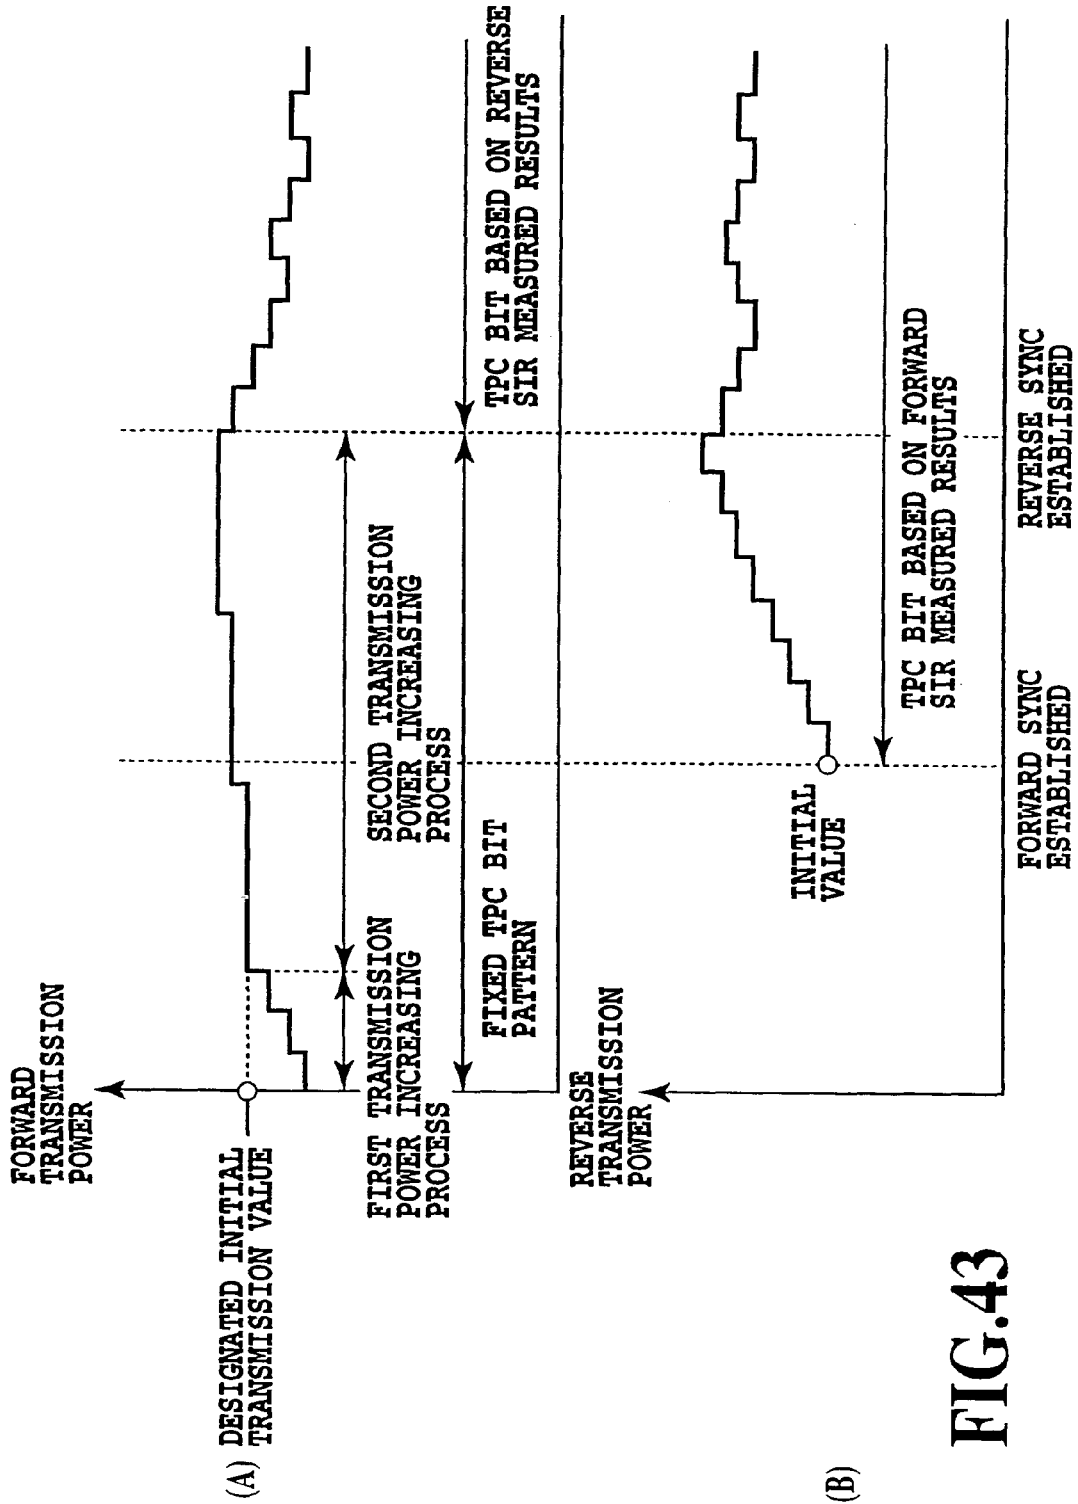 (A)
FORWARD
TRANSMISSION
POWER
DESIGNATED INITIAL
TRANSMISSION VALUE
FIRST TRANSMISSION
POWER INCREASING
PROCESS
SECOND TRANSMISSION
POWER INCREASING
PROCESS
FIXED TPC BIT
PATTERN
TPC BIT BASED ON REVERSE
SIR MEASURED RESULTS
(B)
REVERSE
TRANSMISSION
POWER
INITIAL
VALUE
TPC BIT BASED ON FORWARD
SIR MEASURED RESULTS
FORWARD SYNC
ESTABLISHED
REVERSE SYNC
ESTABLISHED
FIG.43